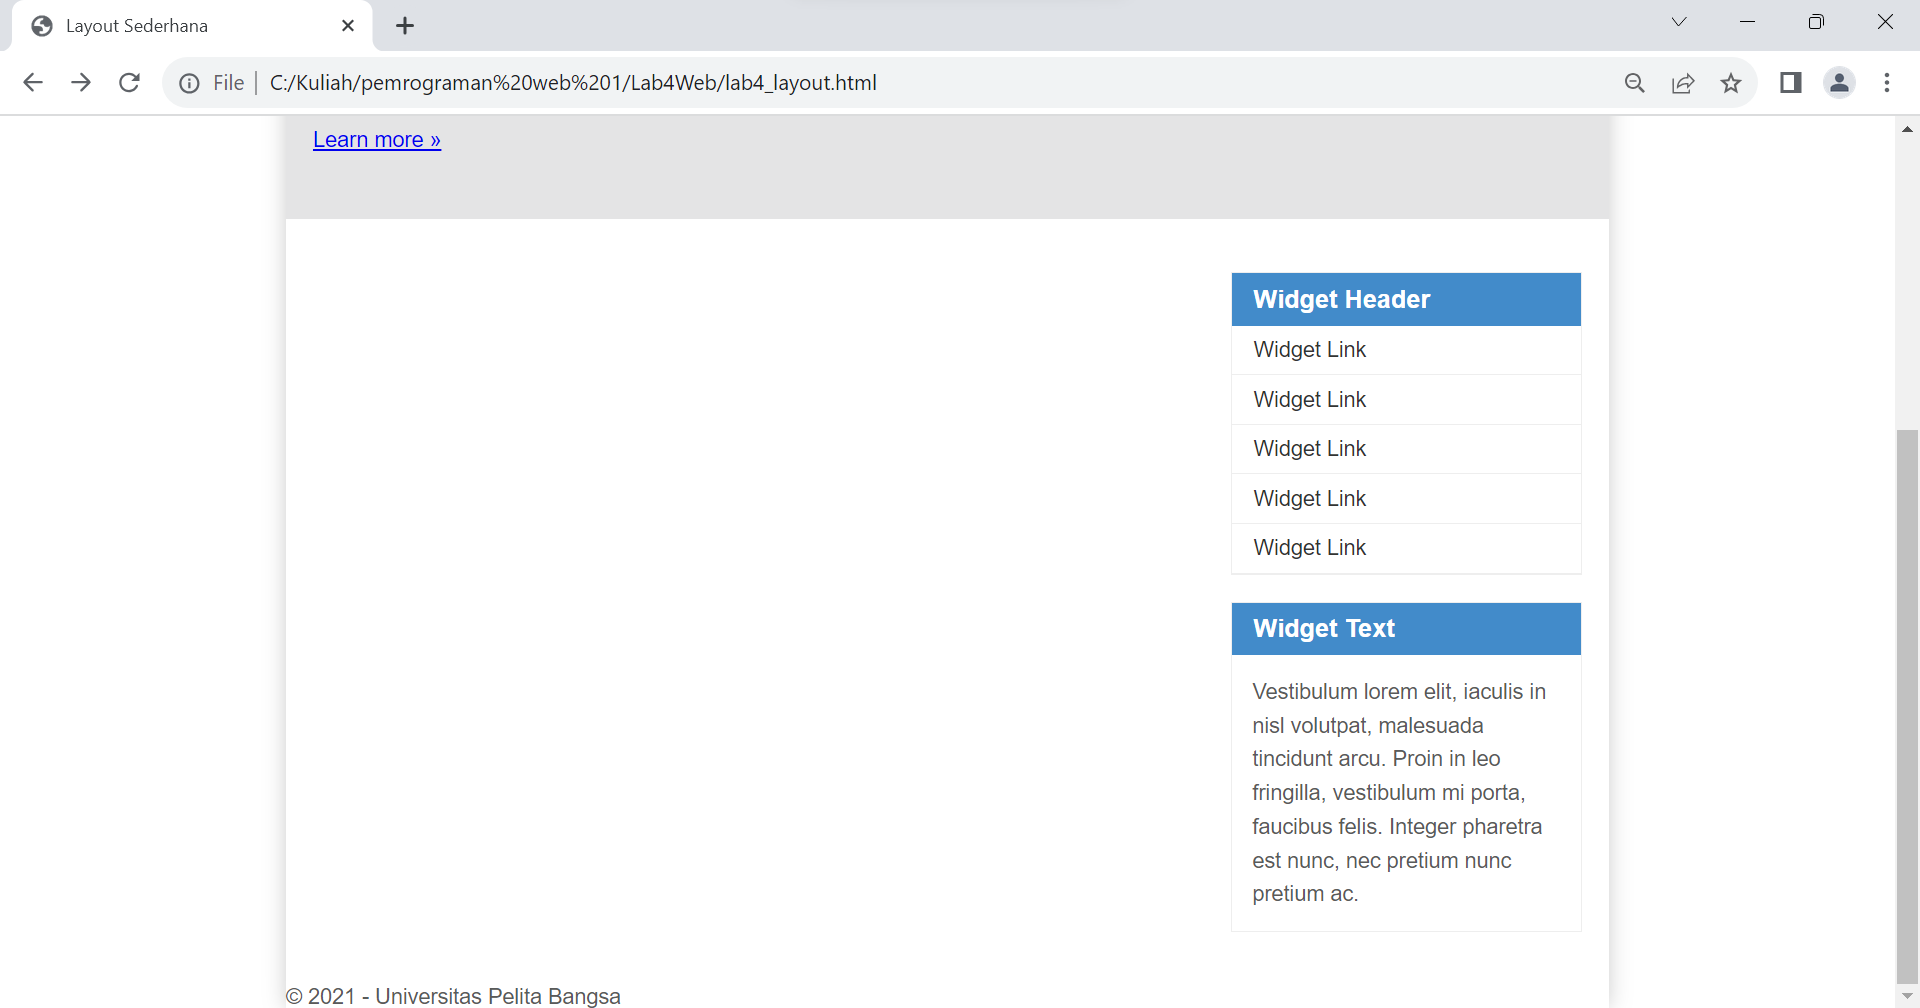 Layout Sederhana
File
C:/Kuliah/pemrograman%20web%201/Lab4Web/lab4_layout.html
Learn more »
Widget Header
Widget Link
Widget Link
Widget Link
Widget Link
Widget Link
Widget Text
Vestibulum lorem elit, iaculis in
nisl volutpat, malesuada
tincidunt arcu. Proin in leo
fringilla, vestibulum mi porta,
faucibus felis. Integer pharetra
est nunc, nec pretium nunc
pretium ac.
© 2021 - Universitas Pelita Bangsa